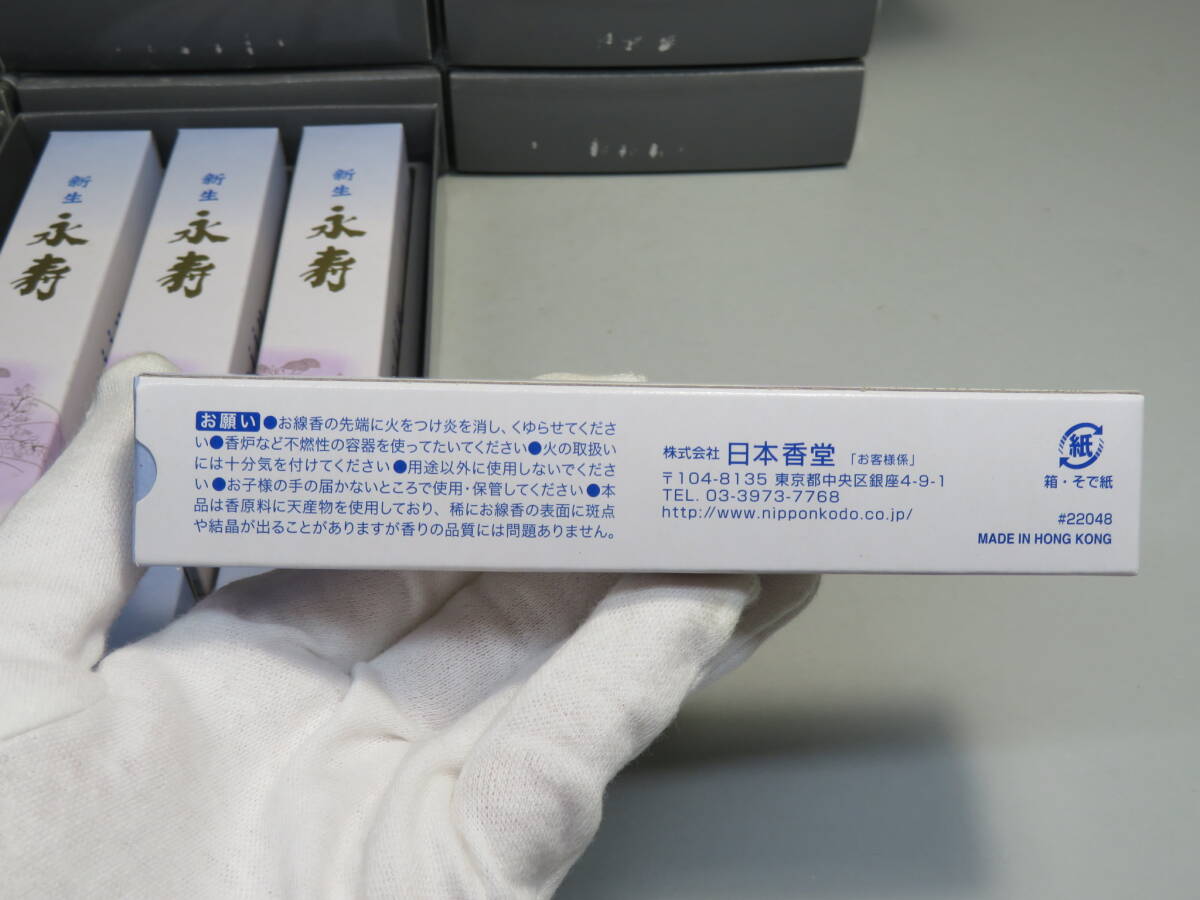 新生
永寿
新生
永寿
新生
永寿
お願い ●お線香の先端に火をつけ炎を消し、くゆらせてくださ
い●香炉など不燃性の容器を使ってたいてください●火の取扱い
には十分気を付けてください●用途以外に使用しないでくださ
い●お子様の手の届かないところで使用・保管してください●本
品は香原料に天産物を使用しており、稀にお線香の表面に斑点
や結晶が出ることがありますが香りの品質には問題ありません。
株式会社 日本香堂 「お客様係」
〒104-8135 東京都中央区銀座4-9-1
TEL. 03-3973-7768
http://www.nipponkodo.co.jp/
紙
箱・そで紙
#22048
MADE IN HONG KONG